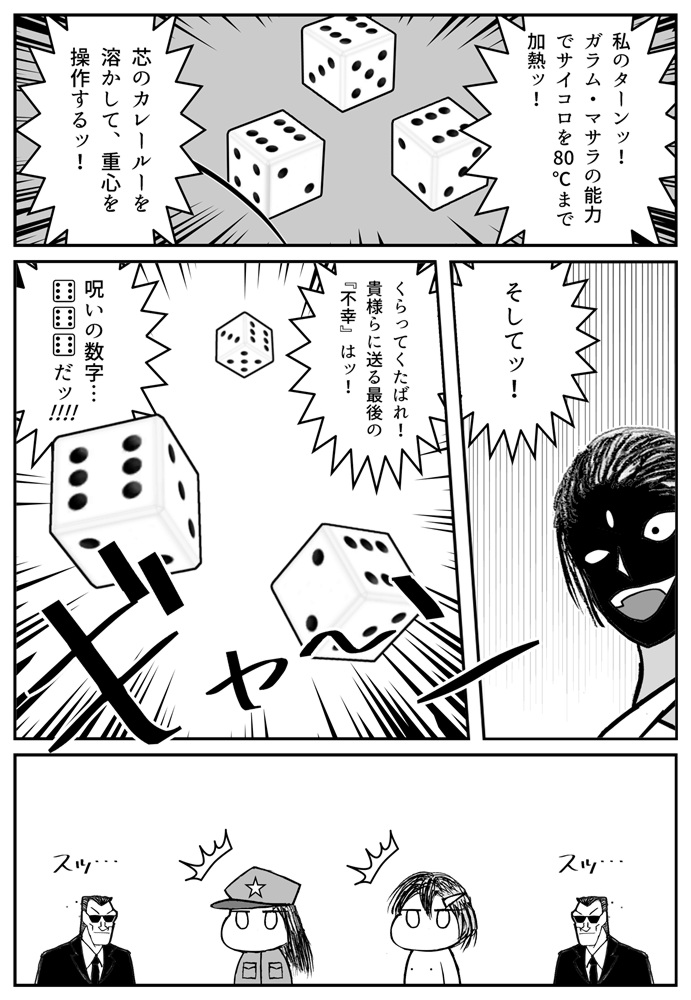 私のターンッ!
ガラム・マサラの能力
でサイコロを80℃まで
加熱ッ!
芯のカレールーを
溶かして、重心を
操作するッ!
そしてッ!
くらってくたばれ!
貴様らに送る最後の
『不幸』はッ!
呪いの数字…
⚅⚅⚅だッ!!!!
ギャーン
スッ…
スッ…